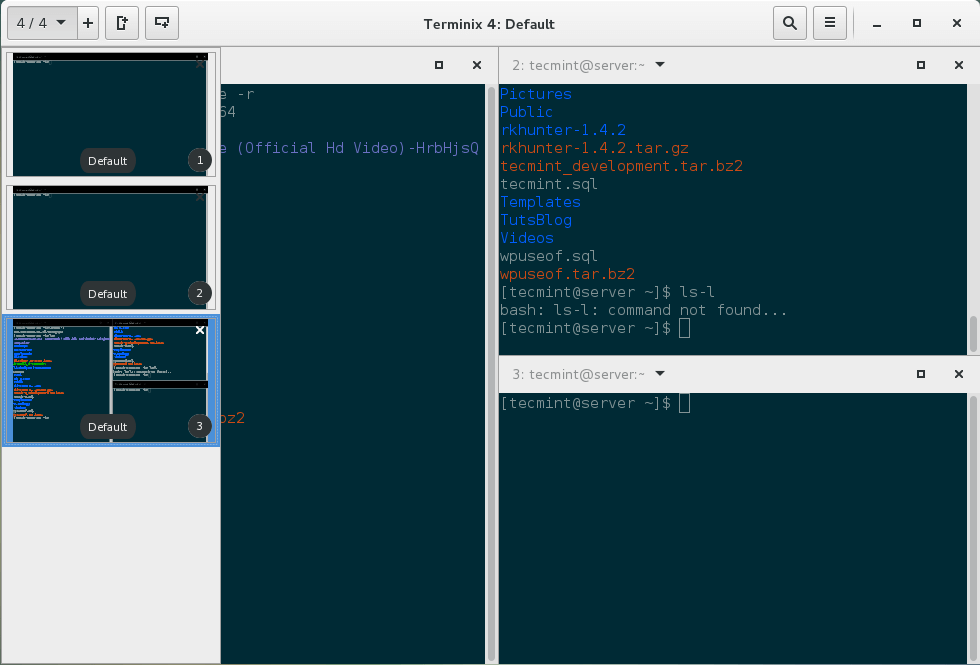 4 / 4
Terminix 4: Default
Default
1
Default
2
Default
3
e -r
64
e (Official Hd Video)-HrbHjsQ
bz2
2: tecmint@server:~
Pictures
Public
rkhunter-1.4.2
rkhunter-1.4.2.tar.gz
tecmint_development.tar.bz2
tecmint.sql
Templates
TutsBlog
Videos
wpuseof.sql
wpuseof.tar.bz2
[tecmint@server ~]$ ls-l
bash: ls-l: command not found...
[tecmint@server ~]$
3: tecmint@server:~
[tecmint@server ~]$